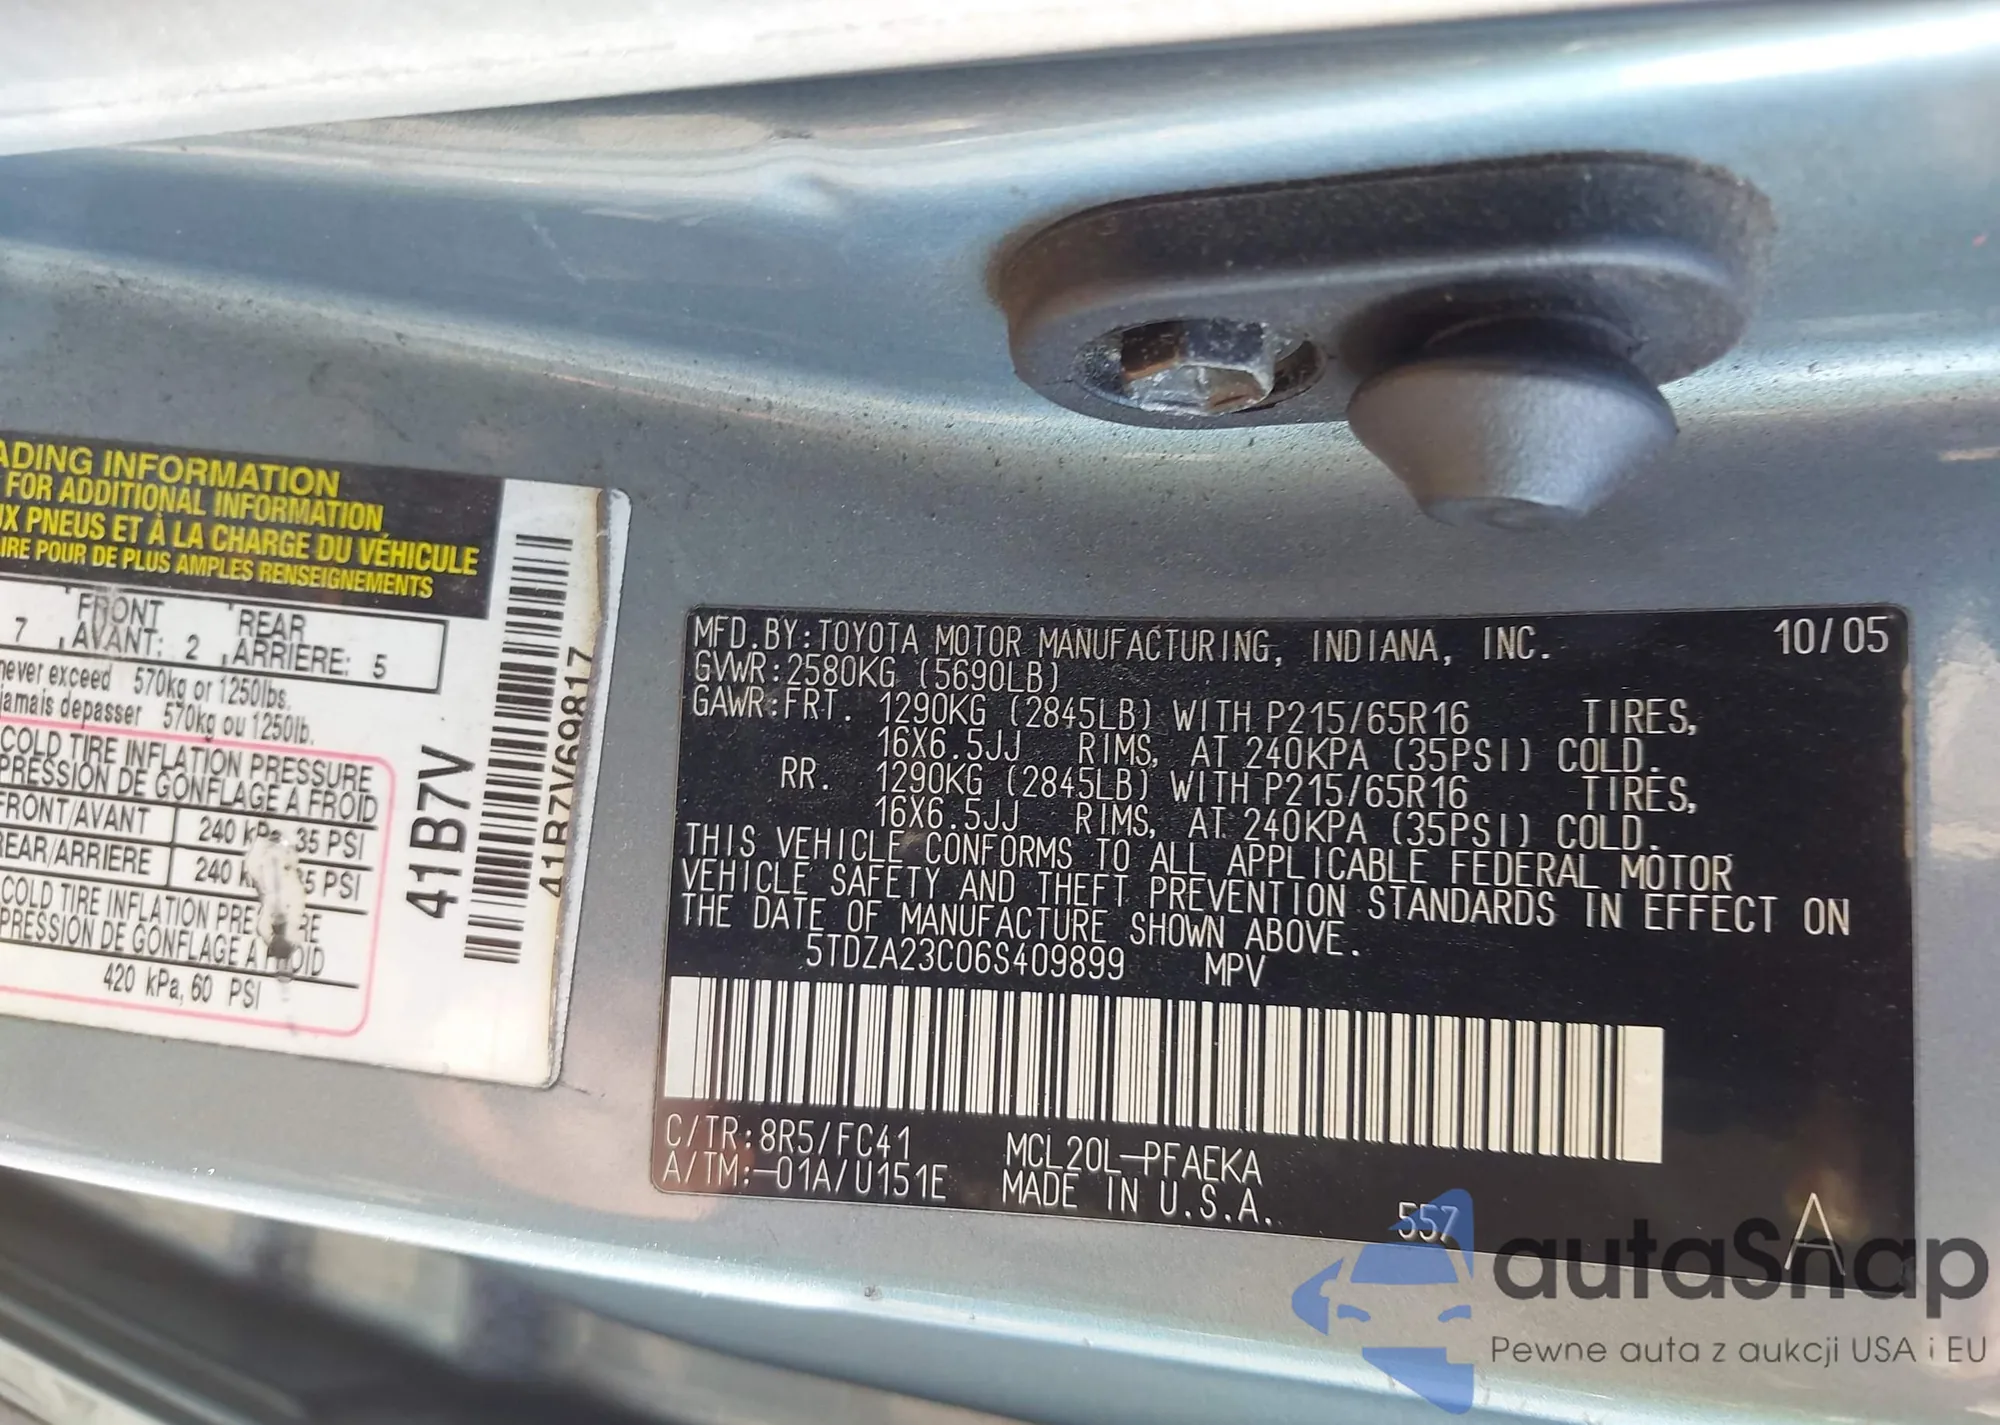 ADING INFORMATION
FOR ADDITIONAL INFORMATION
UX PNEUS ET À LA CHARGE DU VÉHICULE
IRE POUR DE PLUS AMPLES RENSEIGNEMENTS
7 FRONT AVANT: 2 REAR ARRIÈRE: 5
never exceed 570kg or 1250lbs.
jamais depasser 570kg ou 1250lb.
COLD TIRE INFLATION PRESSURE
PRESSION DE GONFLAGE A FROID
FRONT/AVANT 240 kPa, 35 PSI
REAR/ARRIERE 240 35 PSI
COLD TIRE INFLATION
PRESSION DE GONFLAGE A FROID
420 kPa, 60 PSI
41B7V
41B7V69817
MFD.BY:TOYOTA MOTOR MANUFACTURING, INDIANA, INC. 10/05
GVWR:2580KG (5690LB)
GAWR:FRT. 1290KG (2845LB) WITH P215/65R16 TIRES,
16X6.5JJ RIMS, AT 240KPA (35PSI) COLD.
RR. 1290KG (2845LB) WITH P215/65R16 TIRES,
16X6.5JJ RIMS, AT 240KPA (35PSI) COLD.
THIS VEHICLE CONFORMS TO ALL APPLICABLE FEDERAL MOTOR
VEHICLE SAFETY AND THEFT PREVENTION STANDARDS IN EFFECT ON
THE DATE OF MANUFACTURE SHOWN ABOVE.
5TDZA23C06S409899 MPV
C/TR:8R5/FC41 MCL20L-PFAEKA
A/TM:-01A/U151E MADE IN U.S.A. 557 A
autaSnap
Pewne auta z aukcji USA i EU